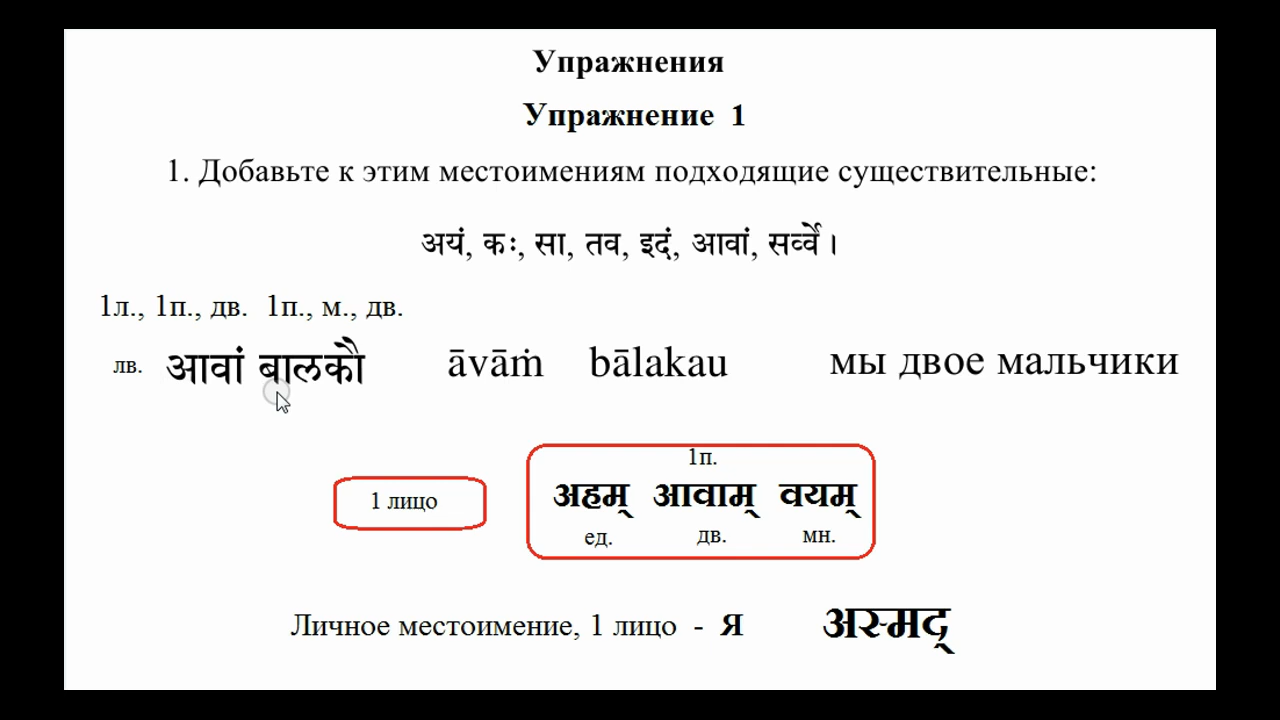 Упражнения
Упражнение 1
1. Добавьте к этим местоимениям подходящие существительные:
अयं, कः, सा, तव, इदं, आवां, सर्व्वे ।
1л., 1п., дв. 1п., м., дв.
лв. आवां बालकौ āvāṁ bālakau мы двое мальчики
1п.
1 лицо अहम् आवाम् वयम्
ед. дв. мн.
Личное местоимение, 1 лицо - Я अस्मद्